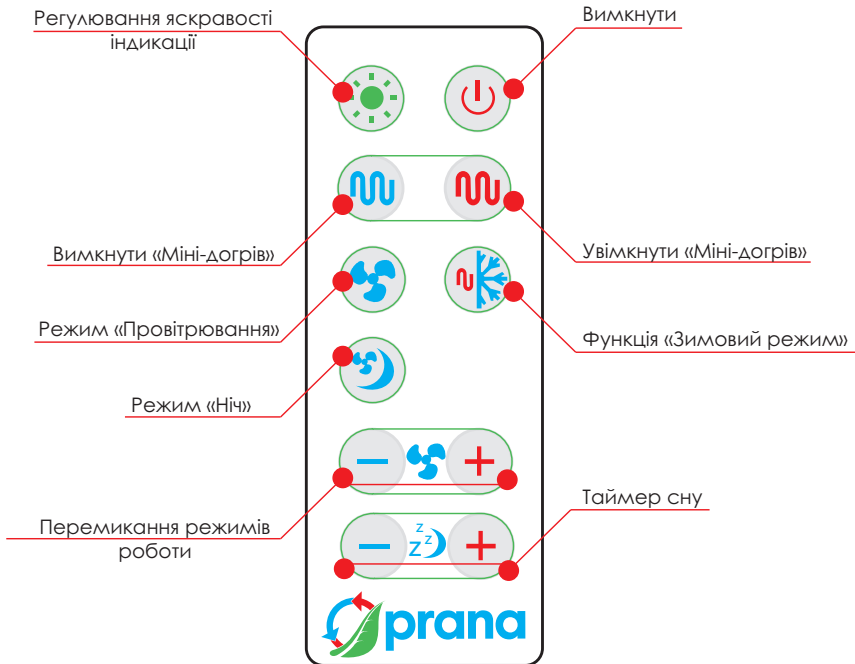 Регулювання яскравості
індикації
Вимкнути
Вимкнути «Міні-догрів»
Увімкнути «Міні-догрів»
Режим «Провітрювання»
Функція «Зимовий режим»
Режим «Ніч»
Перемикання режимів
роботи
Таймер сну
z
z
z
prana